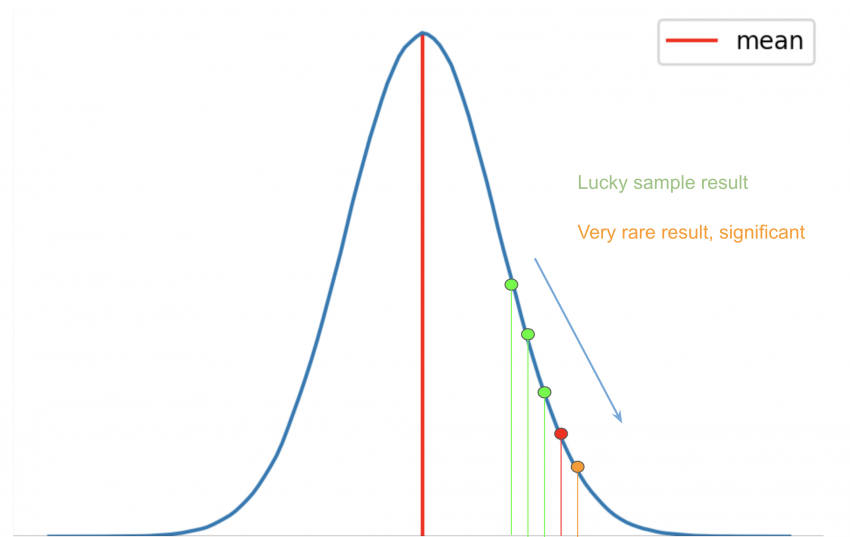 mean
Lucky sample result
Very rare result, significant